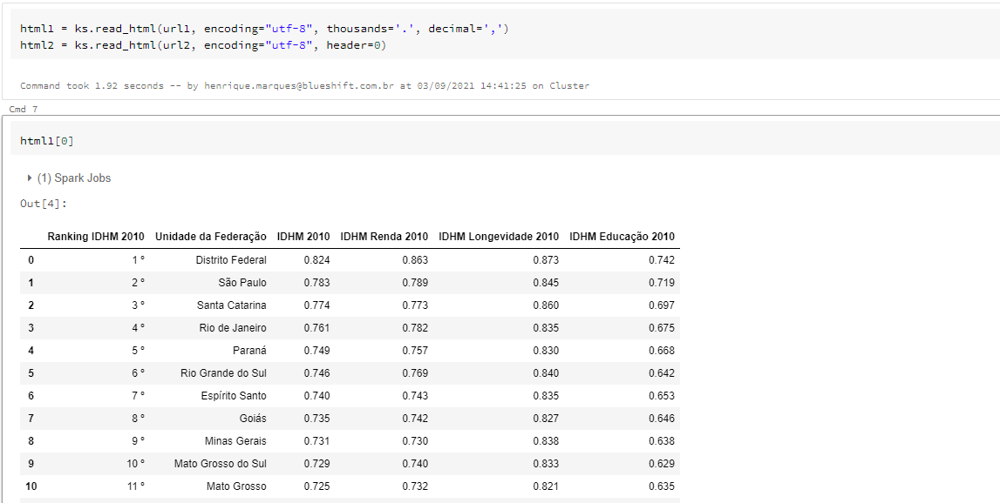 html1 = ks.read_html(url1, encoding="utf-8", thousands='.', decimal=',')
html2 = ks.read_html(url2, encoding="utf-8", header=0)
Command took 1.92 seconds -- by henrique.marques@blueshift.com.br at 03/09/2021 14:41:25 on Cluster
Cmd 7
html1[0]
(1) Spark Jobs
Out[4]:
Ranking IDHM 2010 Unidade da Federação IDHM 2010 IDHM Renda 2010 IDHM Longevidade 2010 IDHM Educação 2010
0 1 º Distrito Federal 0.824 0.863 0.873 0.742
1 2 º São Paulo 0.783 0.789 0.845 0.719
2 3 º Santa Catarina 0.774 0.773 0.860 0.697
3 4 º Rio de Janeiro 0.761 0.782 0.835 0.675
4 5 º Paraná 0.749 0.757 0.830 0.668
5 6 º Rio Grande do Sul 0.746 0.769 0.840 0.642
6 7 º Espírito Santo 0.740 0.743 0.835 0.653
7 8 º Goiás 0.735 0.742 0.827 0.646
8 9 º Minas Gerais 0.731 0.730 0.838 0.638
9 10 º Mato Grosso do Sul 0.729 0.740 0.833 0.629
10 11 º Mato Grosso 0.725 0.732 0.821 0.635